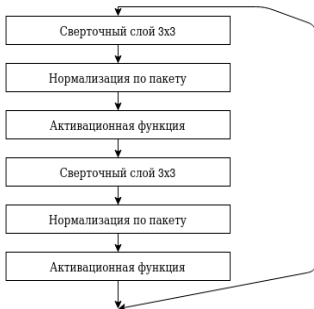 Сверточный слой 3x3
Нормализация по пакету
Активационная функция
Сверточный слой 3x3
Нормализация по пакету
Активационная функция